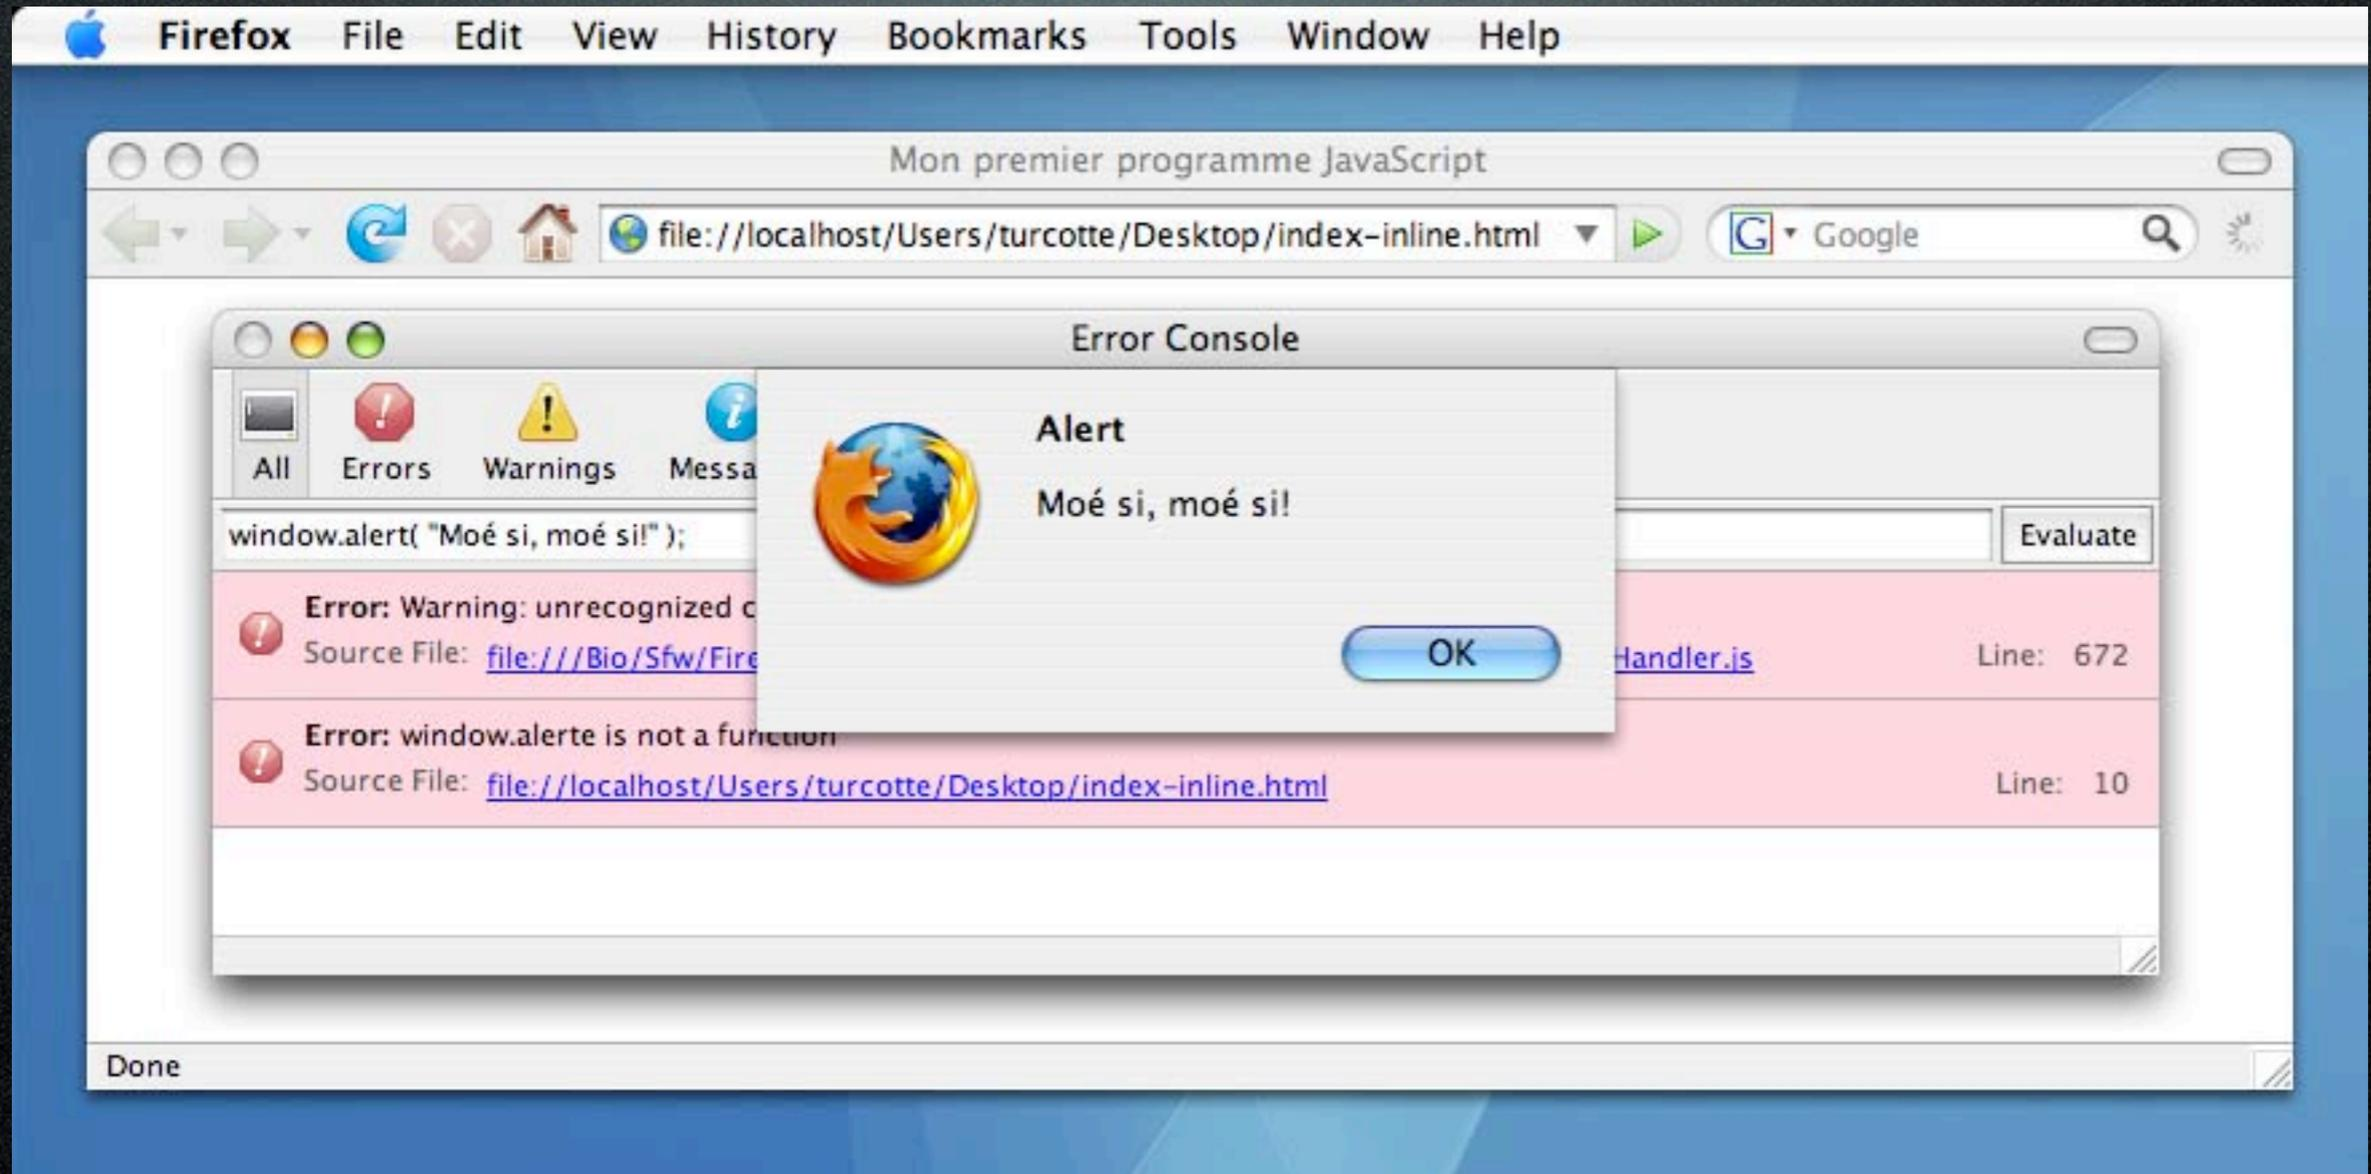 Firefox File Edit View History Bookmarks Tools Window Help
Mon premier programme JavaScript
file://localhost/Users/turcotte/Desktop/index-inline.html Google
Error Console
All Errors Warnings
Alert
Moé si, moé si!
OK
window.alert( "Moé si, moé si!" ); Evaluate
Error: Warning: unrecognized
Source File: file:///Bio/Sfw/Fire Handler.js Line: 672
Error: window.alerte is not a function
Source File: file://localhost/Users/turcotte/Desktop/index-inline.html Line: 10
Done